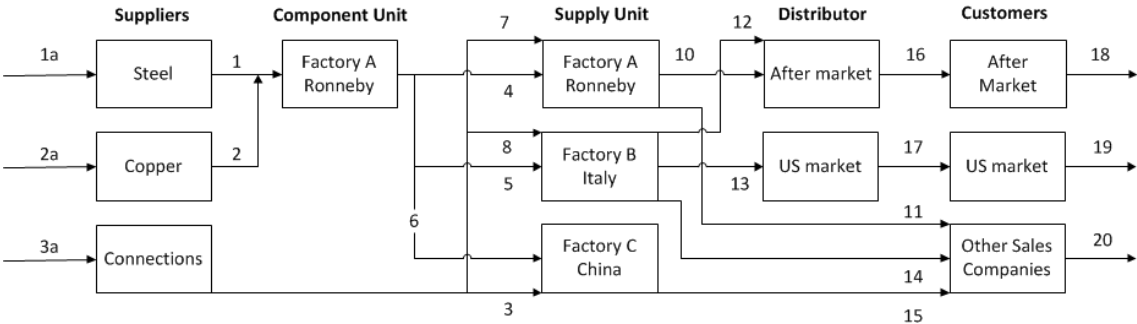 Suppliers Component Unit Supply Unit Distributor Customers
7 12
1a 1 10 16 18
Steel
Factory A
Ronneby
Factory A
Ronneby
After market
After
Market
4
2a 2 8 17 19
Copper
Factory B
Italy
US market
US market
5 13
6 11
3a 20
Connections
Factory C
China
Other Sales
Companies
14
3 15